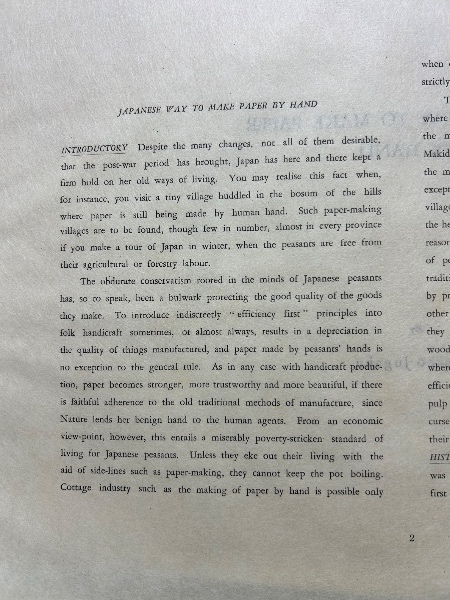 JAPANESE WAY TO MAKE PAPER BY HAND
INTRODUCTORY Despite the many changes, not all of them desirable,
that the post-war period has brought, Japan has here and there kept a
firm hold on her old ways of living. You may realise this fact when,
for instance, you visit a tiny village huddled in the bosom of the hills
where paper is still being made by human hand. Such paper-making
villages are to be found, though few in number, almost in every province
if you make a tour of Japan in winter, when the peasants are free from
their agricultural or forestry labour.
The obdurate conservatism rooted in the minds of Japanese peasants
has, so to speak, been a bulwark protecting the good quality of the goods
they make. To introduce indiscreetly "efficiency first" principles into
folk handicraft sometimes, or almost always, results in a depreciation in
the quality of things manufactured, and paper made by peasants' hands is
no exception to the general rule. As in any case with handicraft produc-
tion, paper becomes stronger, more trustworthy and more beautiful, if there
is faithful adherence to the old traditional methods of manufacture, since
Nature lends her benign hand to the human agents. From an economic
view-point, however, this entails a miserably poverty-stricken standard of
living for Japanese peasants. Unless they eke out their living with the
aid of side-lines such as paper-making, they cannot keep the pot boiling.
Cottage industry such as the making of paper by hand is possible only
2
when
strictly
where
the m
Makid
the m
except
village
the he
reason
of pe
traditi
by pr
other
they
wood
where
efficie
pulp
curse
their
HIST
was
first